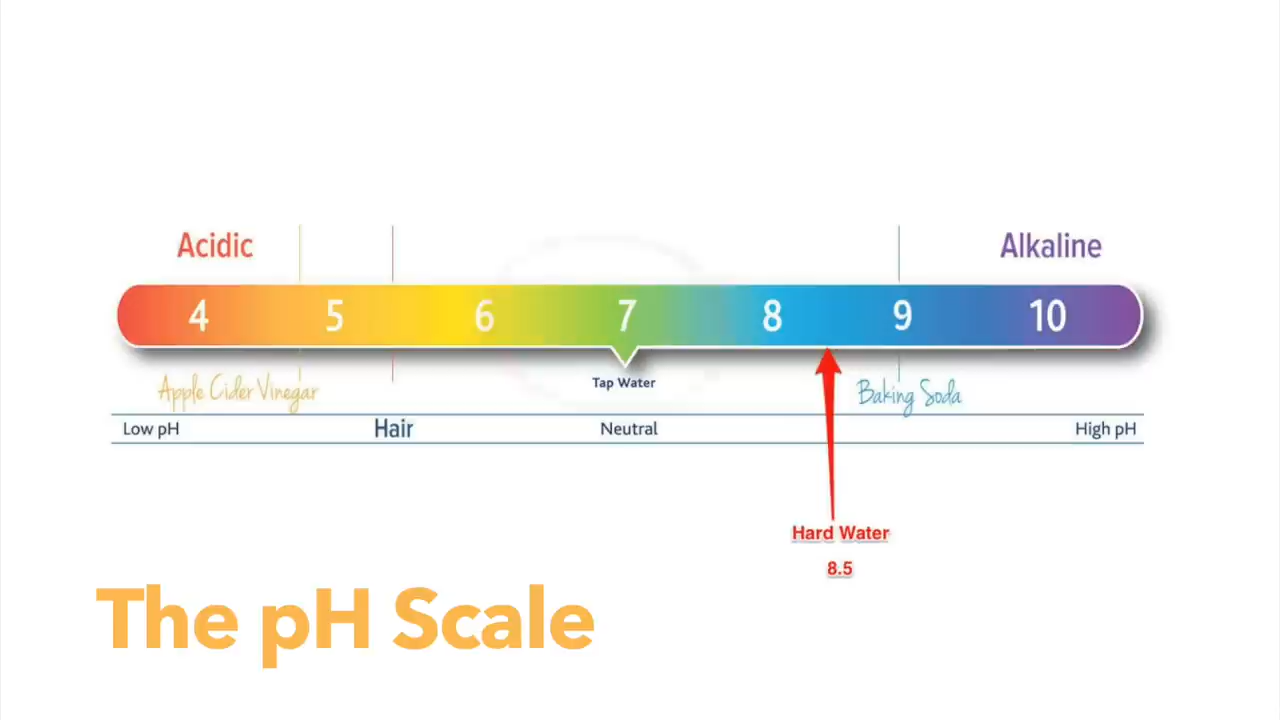 Acidic
Alkaline
4 5 6 7 8 9 10
Tap Water
Apple Cider Vinegar
Baking Soda
Low pH Hair Neutral High pH
Hard Water
8.5
The pH Scale